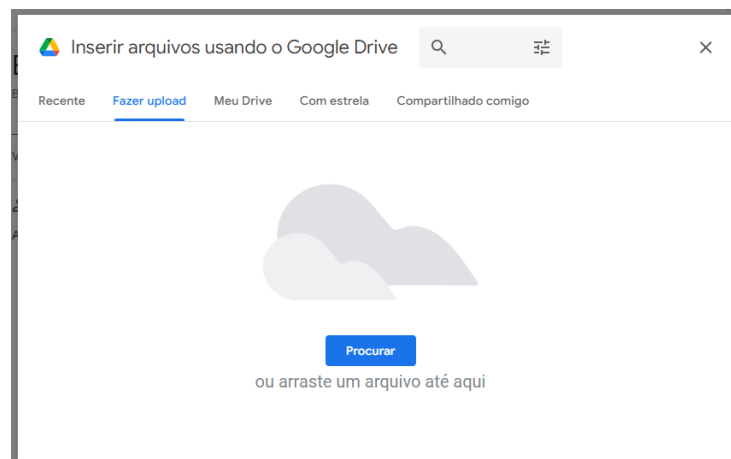 Inserir arquivos usando o Google Drive
Recente Fazer upload Meu Drive Com estrela Compartilhado comigo
Procurar
ou arraste um arquivo até aqui